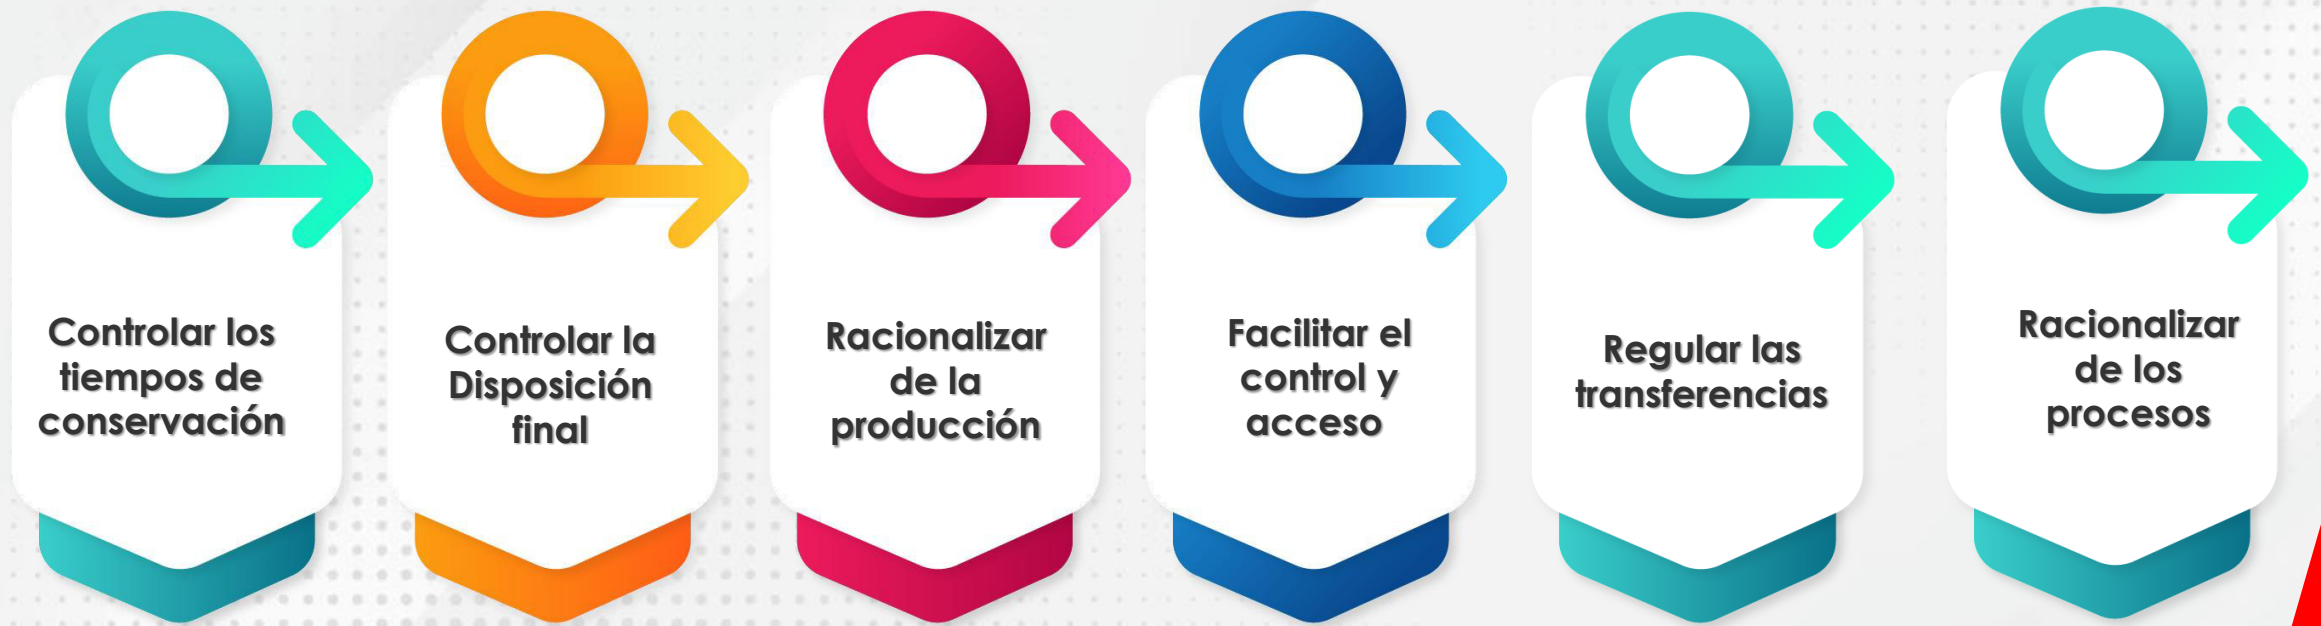 Controlar los
tiempos de
conservación
Controlar la
Disposición
final
Racionalizar
de la
producción
Facilitar el
control y
acceso
Regular las
transferencias
Racionalizar
de los
procesos